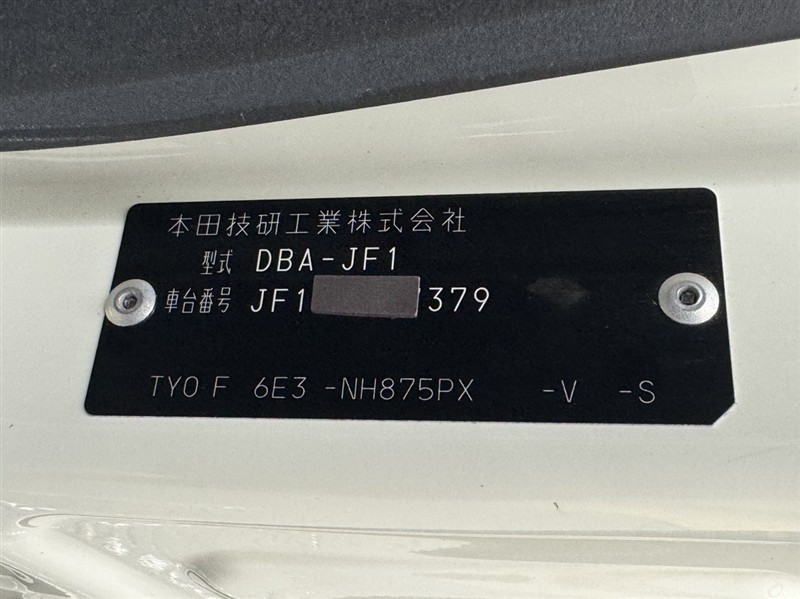 本田技研工業株式会社
型式 DBA-JF1
車台番号 JF1 379
TYO F 6E3 -NH875PX -V -S